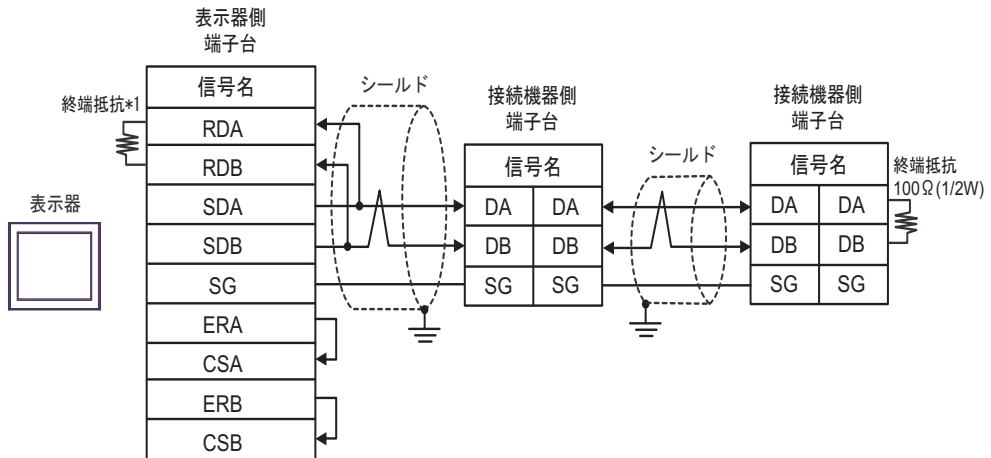 表示器側
端子台
信号名
終端抵抗*1
RDA
RDB
SDA
SDB
SG
ERA
CSA
ERB
CSB
表示器
シールド
接続機器側
端子台
信号名
DA DA
DB DB
SG SG
シールド
接続機器側
端子台
信号名
DA DA
DB DB
SG SG
終端抵抗
100Ω(1/2W)